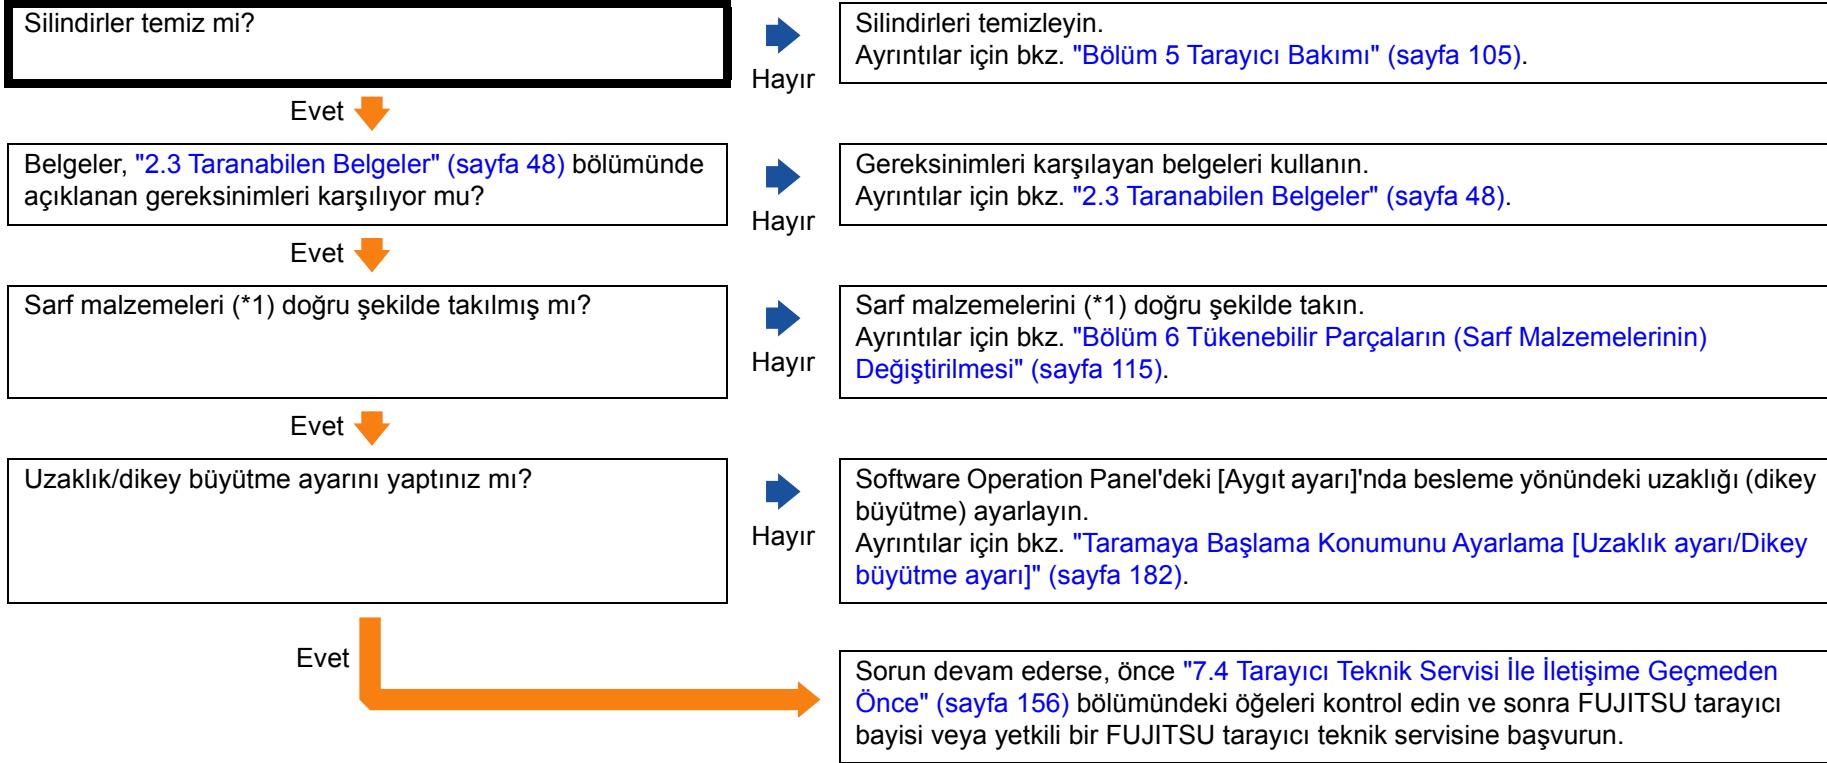 Silindirler temiz mi?
Hayır
Silindirleri temizleyin.
Ayrıntılar için bkz. "Bölüm 5 Tarayıcı Bakımı" (sayfa 105).
Evet
Belgeler, "2.3 Taranabilen Belgeler" (sayfa 48) bölümünde
açıklanan gereksinimleri karşılıyor mu?
Hayır
Gereksinimleri karşılayan belgeleri kullanın.
Ayrıntılar için bkz. "2.3 Taranabilen Belgeler" (sayfa 48).
Evet
Sarf malzemeleri (*1) doğru şekilde takılmış mı?
Hayır
Sarf malzemelerini (*1) doğru şekilde takın.
Ayrıntılar için bkz. "Bölüm 6 Tükenebilir Parçaların (Sarf Malzemelerinin)
Değiştirilmesi" (sayfa 115).
Evet
Uzaklık/dikey büyütme ayarını yaptınız mı?
Hayır
Software Operation Panel'deki [Aygıt ayarı]'nda besleme yönündeki uzaklığı (dikey
büyütme) ayarlayın.
Ayrıntılar için bkz. "Taramaya Başlama Konumunu Ayarlama [Uzaklık ayarı/Dikey
büyütme ayarı]" (sayfa 182).
Evet
Sorun devam ederse, önce "7.4 Tarayıcı Teknik Servisi İle İletişime Geçmeden
Önce" (sayfa 156) bölümündeki öğeleri kontrol edin ve sonra FUJITSU tarayıcı
bayisi veya yetkili bir FUJITSU tarayıcı teknik servisine başvurun.